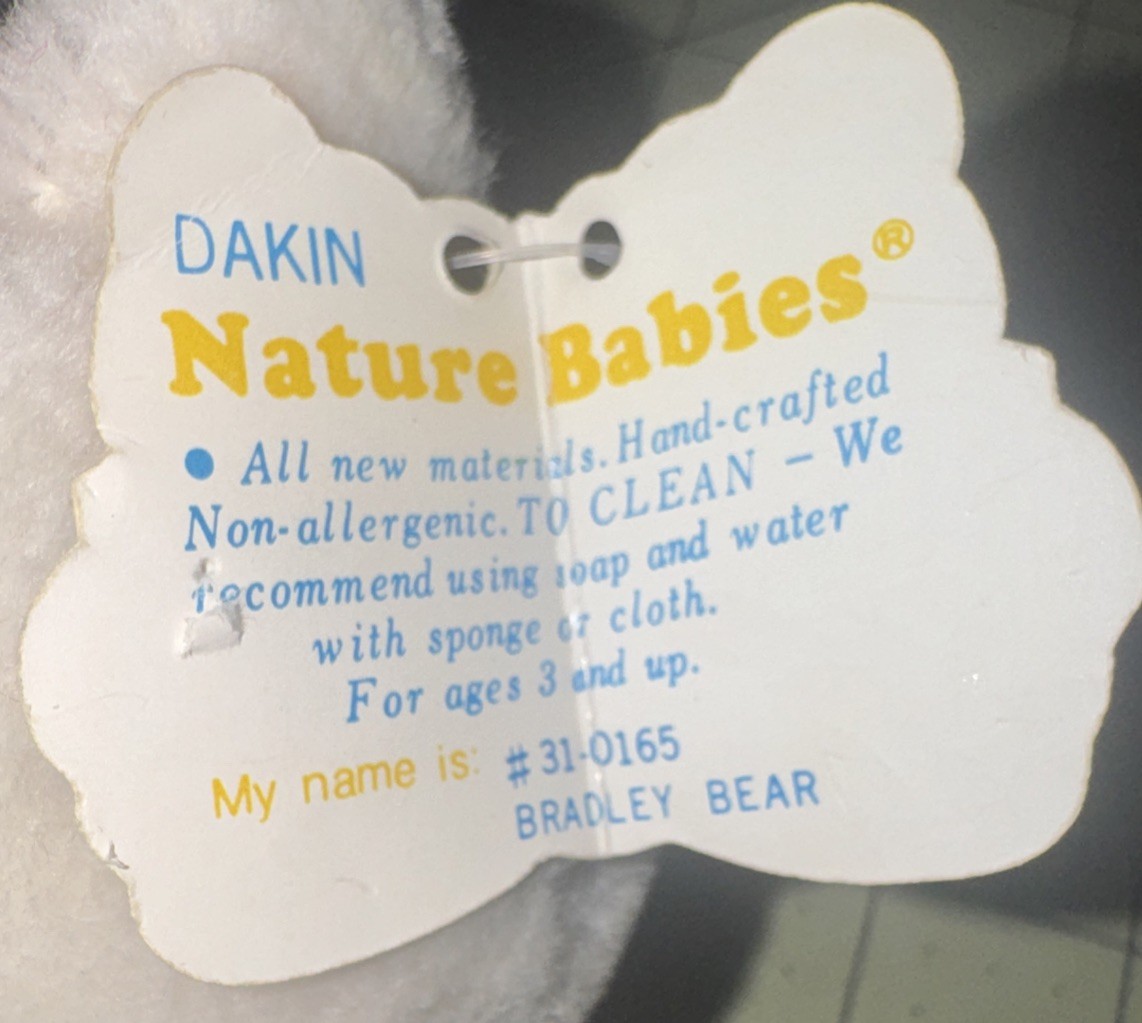 DAKIN
Nature Babies®
• All new materials. Hand-crafted
Non-allergenic. TO CLEAN – We
recommend using soap and water
with sponge or cloth.
For ages 3 and up.
My name is: #31-0165
BRADLEY BEAR